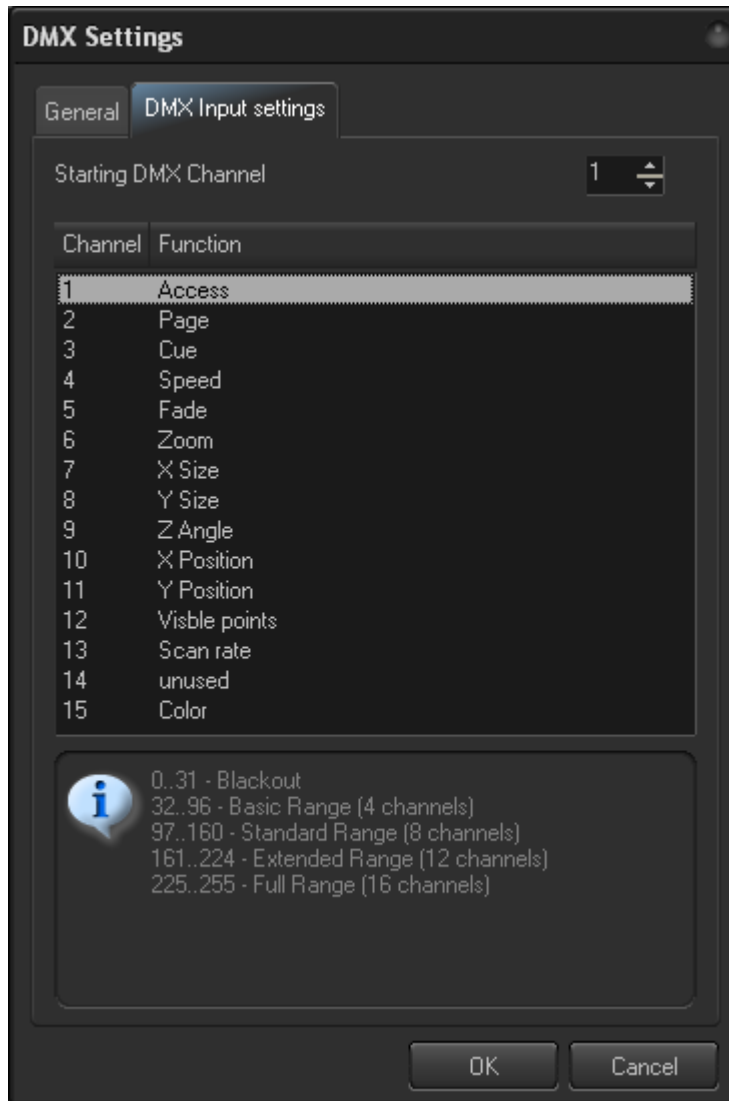 DMX Settings
General DMX Input settings
Starting DMX Channel 1
Channel Function
1 Access
2 Page
3 Cue
4 Speed
5 Fade
6 Zoom
7 X Size
8 Y Size
9 Z Angle
10 X Position
11 Y Position
12 Visble points
13 Scan rate
14 unused
15 Color
0..31 - Blackout
32..96 - Basic Range (4 channels)
97..160 - Standard Range (8 channels)
161..224 - Extended Range (12 channels)
225..255 - Full Range (16 channels)
OK Cancel